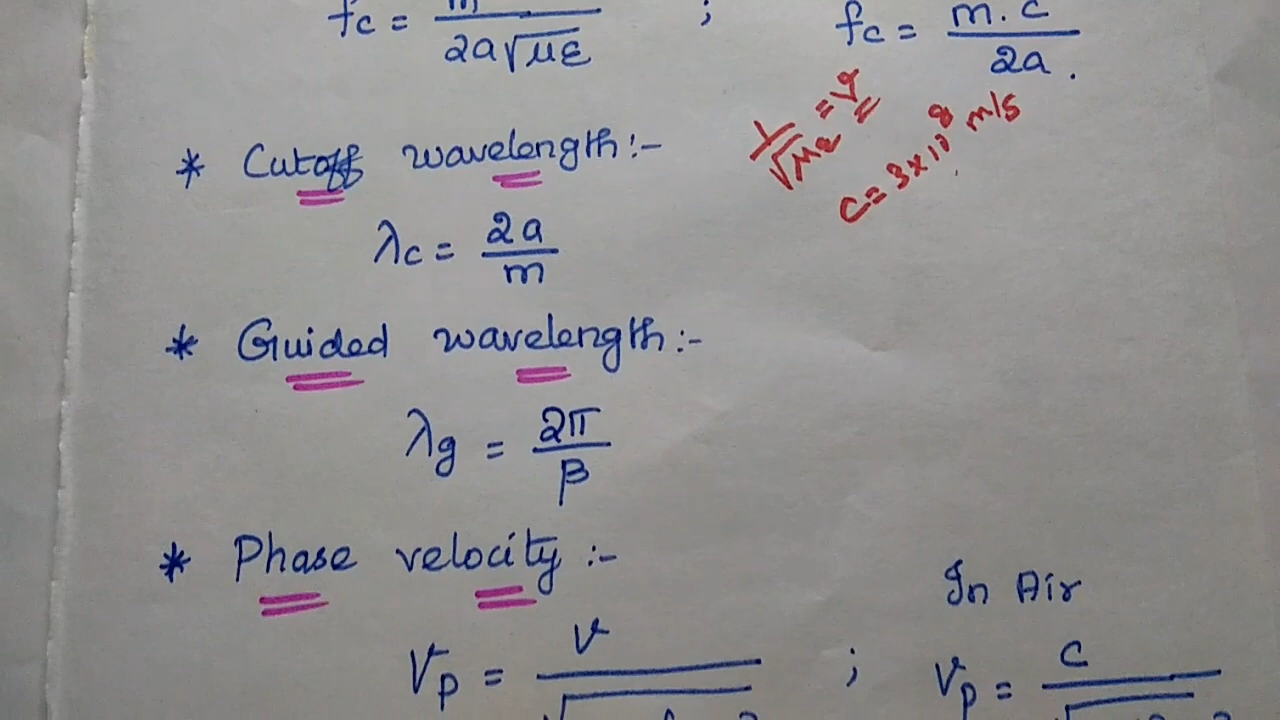 fc = m / 2a√με ; fc = m.c / 2a.
1/√με = v
c = 3×10⁸ m/s
* Cutoff wavelength:-
λc = 2a / m
* Guided wavelength:-
λg = 2π / β
* Phase velocity:-
In Air
Vp = v / √ ; Vp = c / √